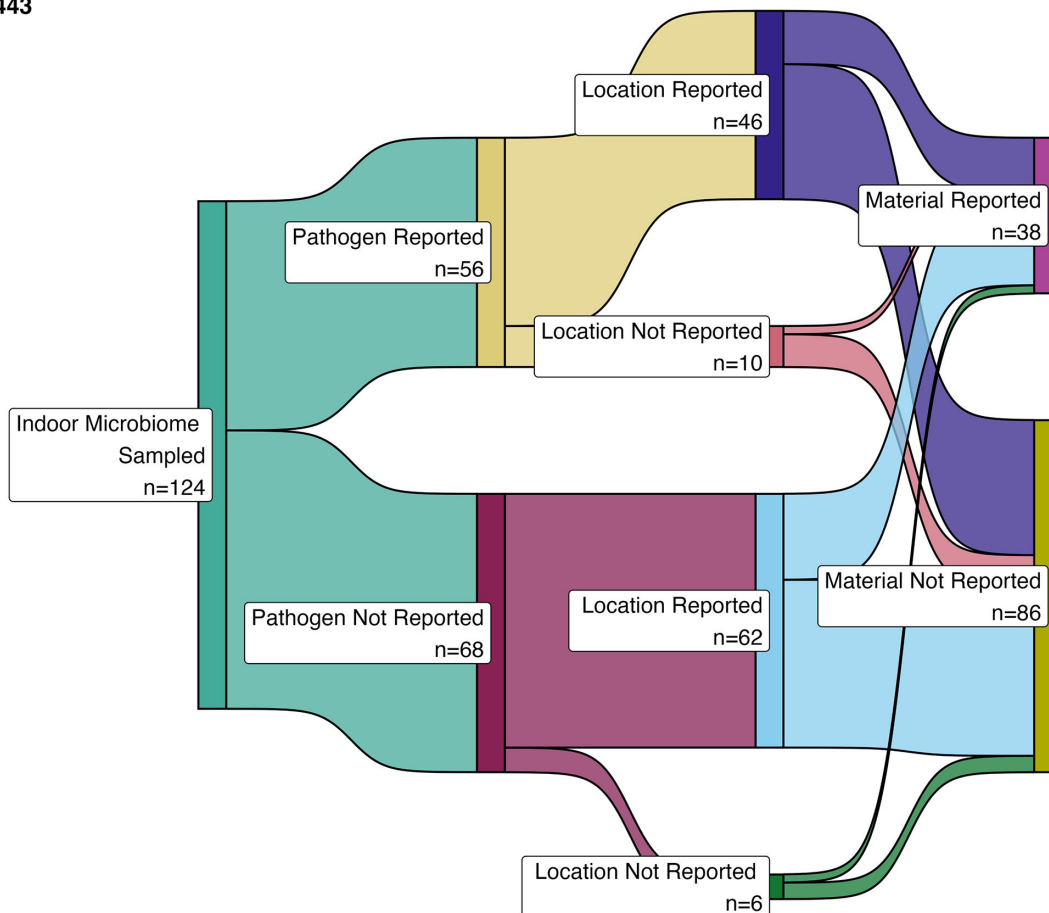 443
Location Reported
n=46
Material Reported
n=38
Pathogen Reported
n=56
Location Not Reported
n=10
Indoor Microbiome
Sampled
n=124
Material Not Reported
n=86
Location Reported
n=62
Pathogen Not Reported
n=68
Location Not Reported
n=6